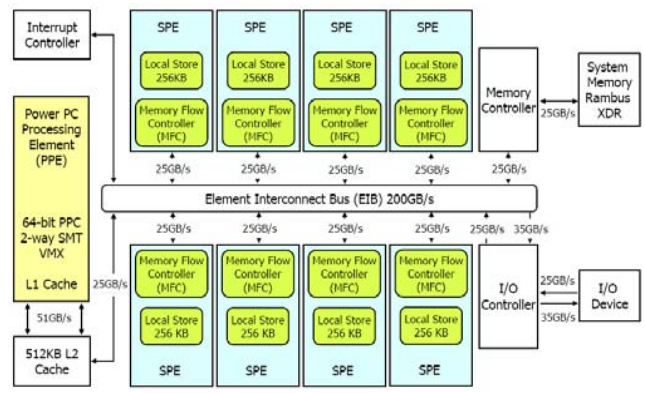 Interrupt
Controller
SPE
SPE
SPE
SPE
Local Store
256KB
Local Store
256KB
Local Store
256KB
Local Store
256KB
Memory Flow
Controller
(MFC)
Memory Flow
Controller
(MFC)
Memory Flow
Controller
(MFC)
Memory Flow
Controller
(MFC)
Memory
Controller
25GB/s
System
Memory
Rambus
XDR
Power PC
Processing
Element
(PPE)
64-bit PPC
2-way SMT
VMX
L1 Cache
25GB/s
25GB/s
25GB/s
25GB/s
25GB/s
Element Interconnect Bus (EIB) 200GB/s
25GB/s
25GB/s
25GB/s
25GB/s
25GB/s
35GB/s
25GB/s
Memory Flow
Controller
(MFC)
Memory Flow
Controller
(MFC)
Memory Flow
Controller
(MFC)
Memory Flow
Controller
(MFC)
I/O
Controller
25GB/s
35GB/s
I/O
Device
51GB/s
Local Store
256 KB
Local Store
256 KB
Local Store
256 KB
Local Store
256 KB
512KB L2
Cache
SPE
SPE
SPE
SPE